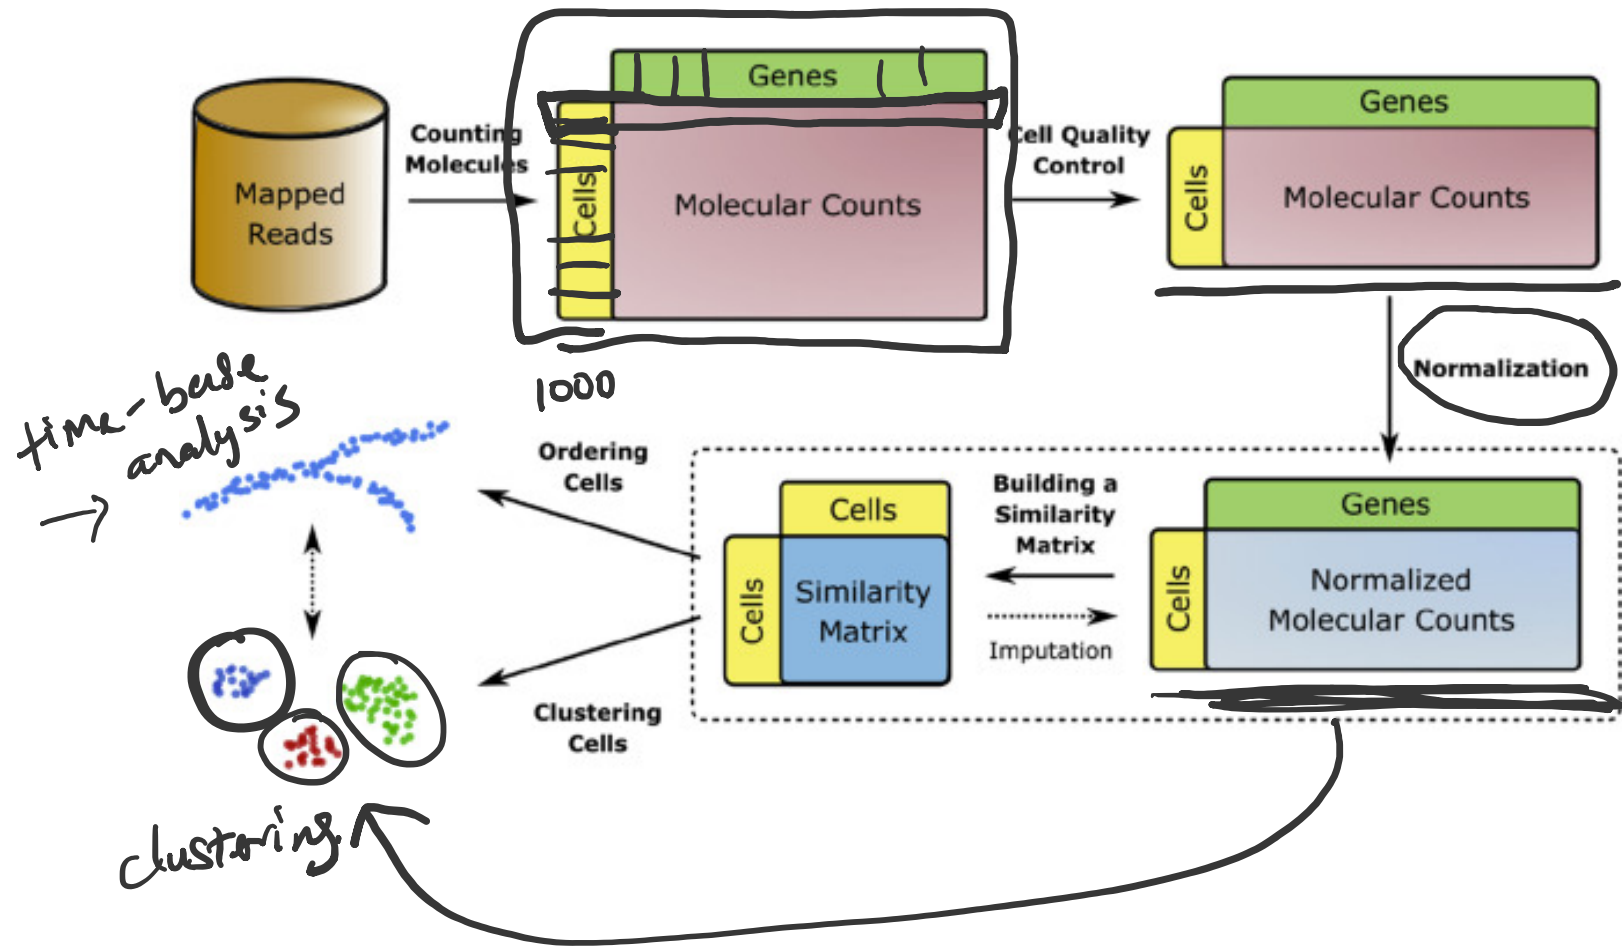 Mapped
Reads
Counting
Molecules
Genes
Cells
Molecular Counts
1000
Cell Quality
Control
Genes
Cells
Molecular Counts
Normalization
Genes
Cells
Normalized
Molecular Counts
Building a
Similarity
Matrix
Imputation
Cells
Cells
Similarity
Matrix
Ordering
Cells
Clustering
Cells
time-base
analysis
clustering